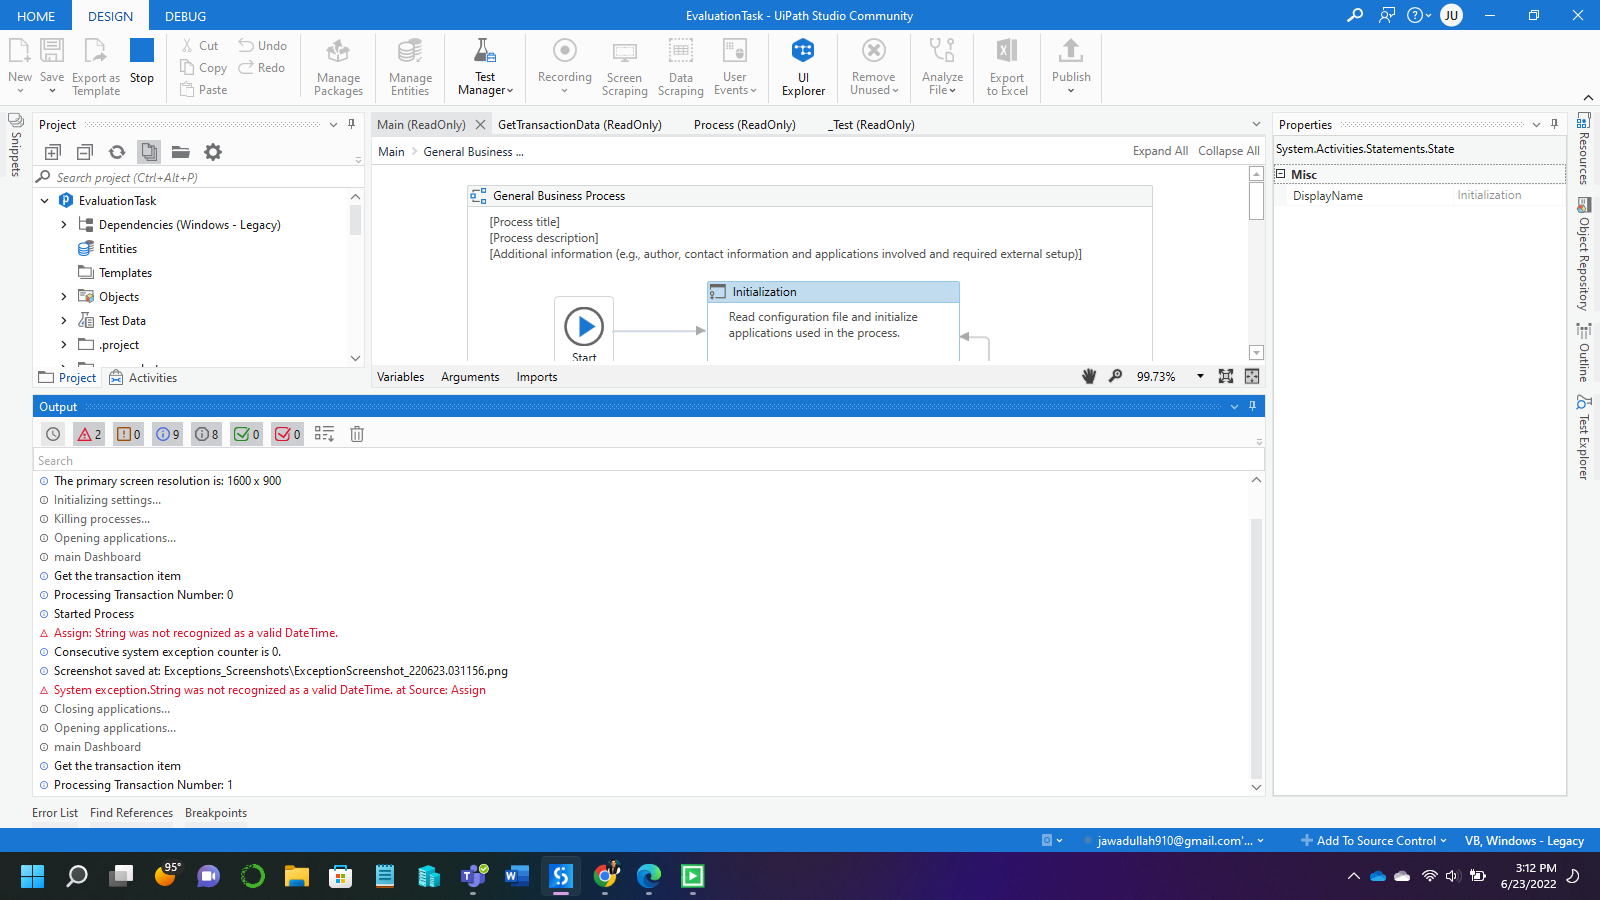 HOME DESIGN DEBUG EvaluationTask - UiPath Studio Community JU
New Save Export as Template Stop Cut Copy Paste Undo Redo Manage Packages Manage Entities Test Manager Recording Screen Scraping Data Scraping User Events UI Explorer Remove Unused Analyze File Export to Excel Publish
Snippets
Project
Search project (Ctrl+Alt+P)
EvaluationTask
Dependencies (Windows - Legacy)
Entities
Templates
Objects
Test Data
.project
Project Activities
Main (ReadOnly) GetTransactionData (ReadOnly) Process (ReadOnly) _Test (ReadOnly)
Main General Business ... Expand All Collapse All
General Business Process
[Process title]
[Process description]
[Additional information (e.g., author, contact information and applications involved and required external setup)]
Initialization
Read configuration file and initialize
applications used in the process.
Start
Variables Arguments Imports 99.73%
Properties
System.Activities.Statements.State
Misc
DisplayName Initialization
Resources
Object Repository
Outline
Test Explorer
Output
2 0 9 8 0 0
Search
The primary screen resolution is: 1600 x 900
Initializing settings...
Killing processes...
Opening applications...
main Dashboard
Get the transaction item
Processing Transaction Number: 0
Started Process
Assign: String was not recognized as a valid DateTime.
Consecutive system exception counter is 0.
Screenshot saved at: Exceptions_Screenshots\ExceptionScreenshot_220623.031156.png
System exception.String was not recognized as a valid DateTime. at Source: Assign
Closing applications...
Opening applications...
main Dashboard
Get the transaction item
Processing Transaction Number: 1
Error List Find References Breakpoints
jawadullah910@gmail.com'... Add To Source Control VB, Windows - Legacy
95°
3:12 PM
6/23/2022